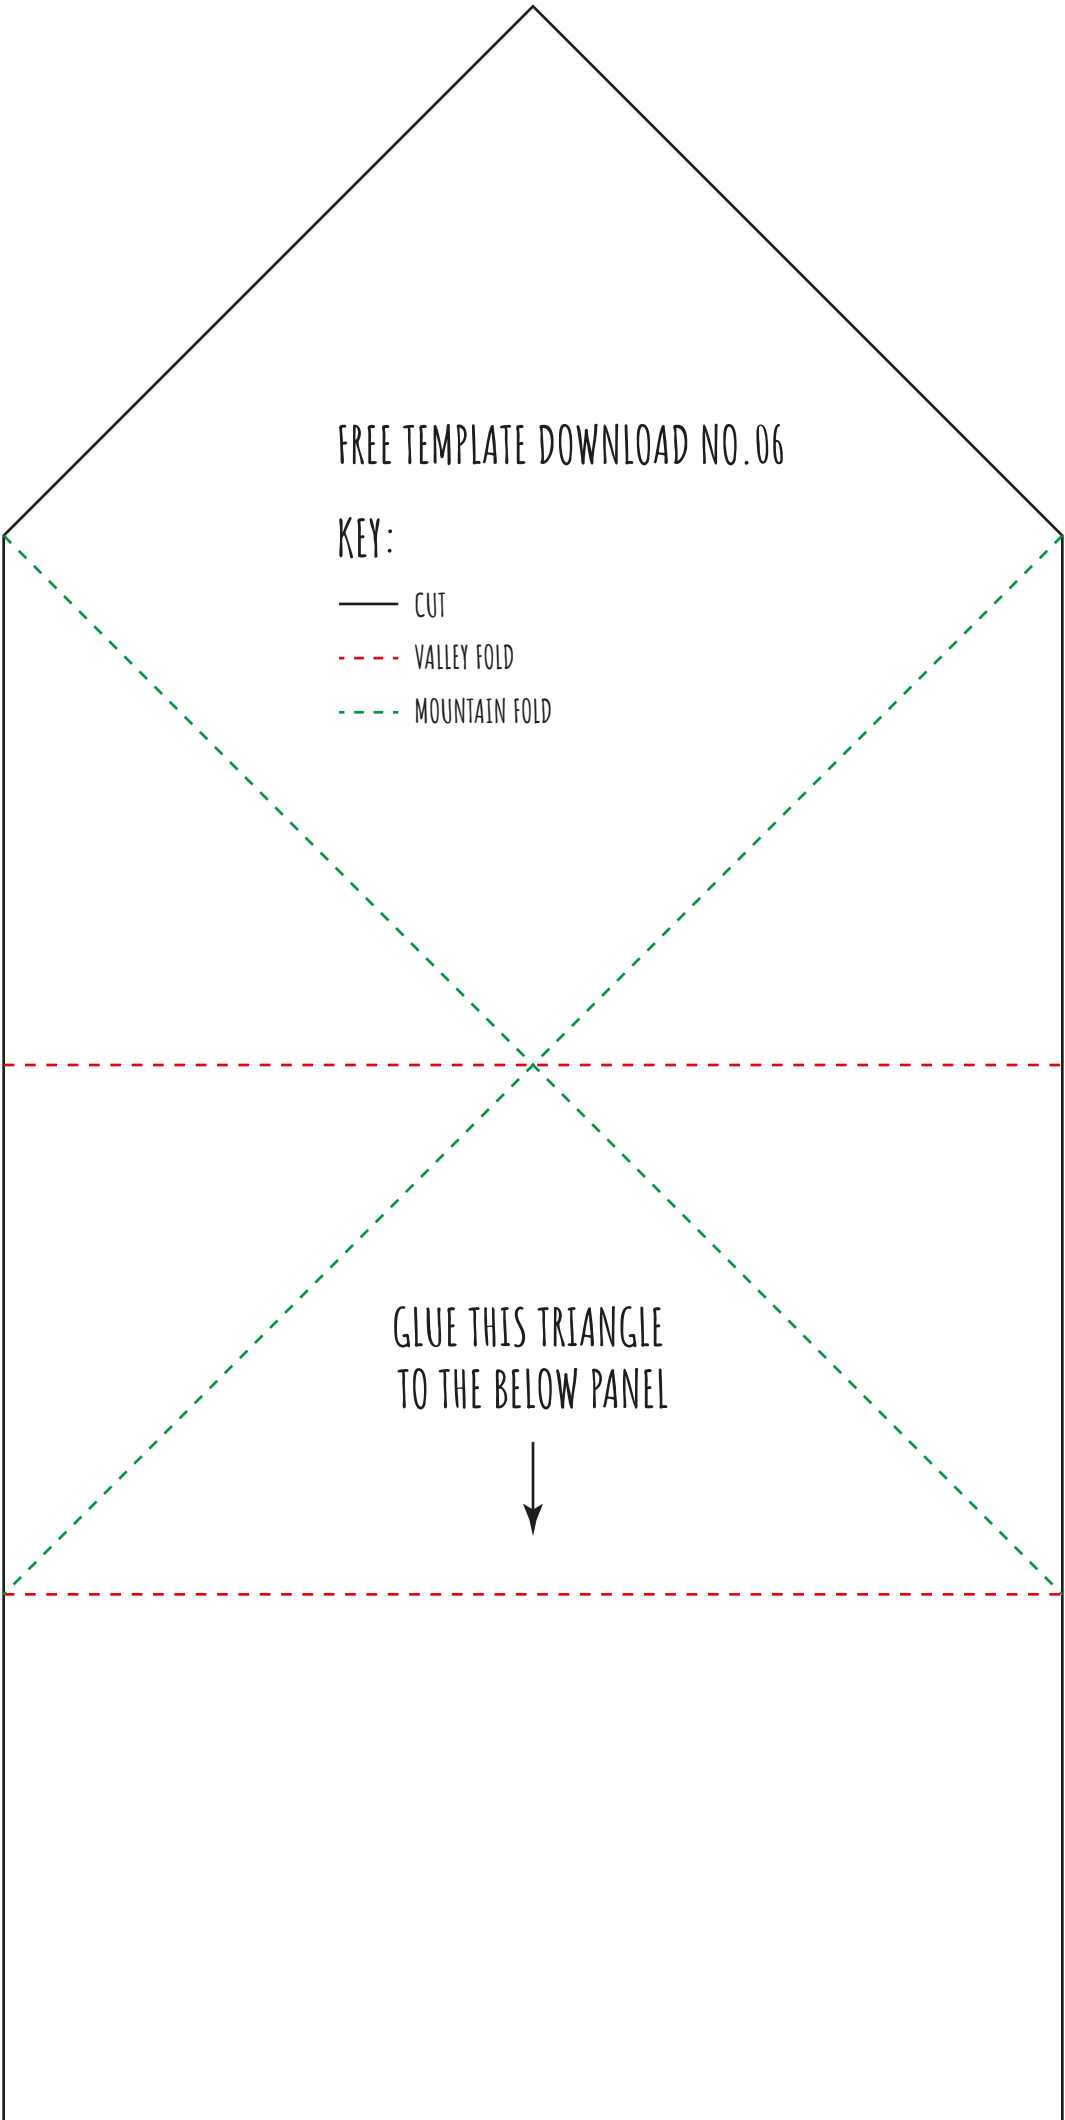 FREE TEMPLATE DOWNLOAD NO.06
KEY:
CUT
VALLEY FOLD
MOUNTAIN FOLD
GLUE THIS TRIANGLE
TO THE BELOW PANEL